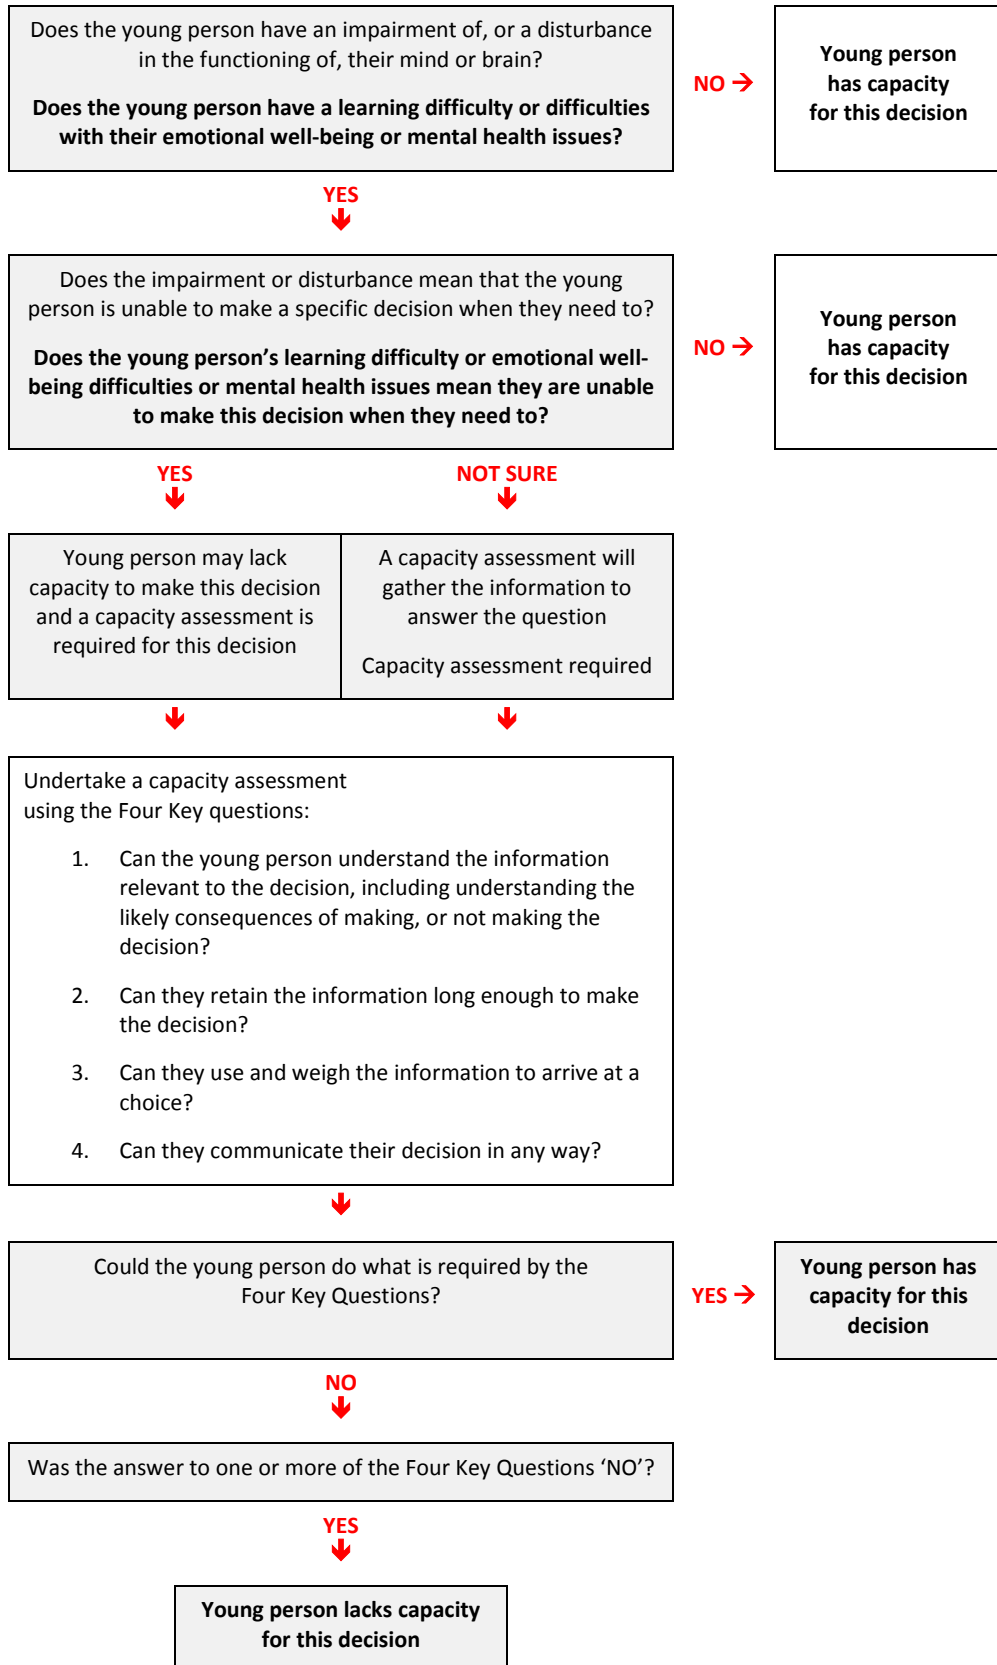 Does the young person have an impairment of, or a disturbance
in the functioning of, their mind or brain?
Does the young person have a learning difficulty or difficulties
with their emotional well-being or mental health issues?
NO →
Young person
has capacity
for this decision
YES
Does the impairment or disturbance mean that the young
person is unable to make a specific decision when they need to?
Does the young person’s learning difficulty or emotional well-
being difficulties or mental health issues mean they are unable
to make this decision when they need to?
NO →
Young person
has capacity
for this decision
YES
NOT SURE
Young person may lack
capacity to make this decision
and a capacity assessment is
required for this decision
A capacity assessment will
gather the information to
answer the question
Capacity assessment required
Undertake a capacity assessment
using the Four Key questions:
1. Can the young person understand the information
relevant to the decision, including understanding the
likely consequences of making, or not making the
decision?
2. Can they retain the information long enough to make
the decision?
3. Can they use and weigh the information to arrive at a
choice?
4. Can they communicate their decision in any way?
Could the young person do what is required by the
Four Key Questions?
YES →
Young person has
capacity for this
decision
NO
Was the answer to one or more of the Four Key Questions ‘NO’?
YES
Young person lacks capacity
for this decision